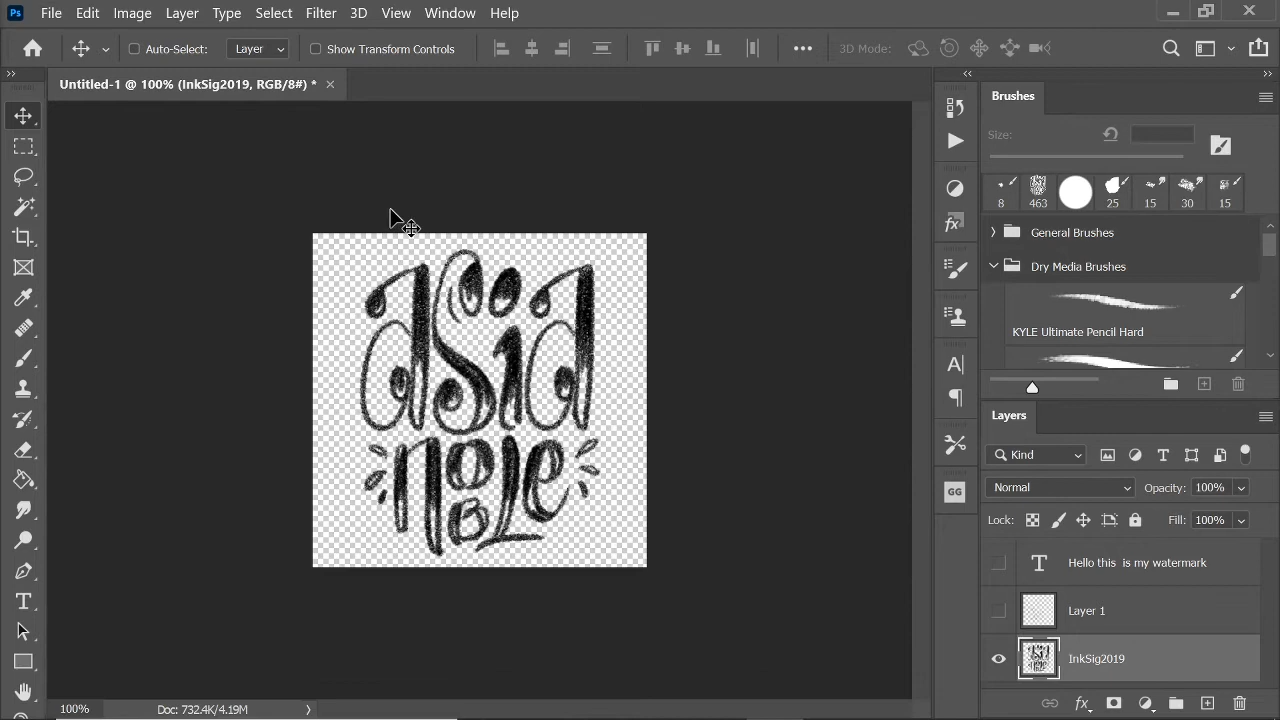 Ps File Edit Image Layer Type Select Filter 3D View Window Help
Auto-Select: Layer Show Transform Controls 3D Mode:
Untitled-1 @ 100% (InkSig2019, RGB/8#) *
Brushes
Size:
8 463 25 15 30 15
General Brushes
Dry Media Brushes
KYLE Ultimate Pencil Hard
asid
noble
Layers
Kind
Normal Opacity: 100%
Lock: Fill: 100%
Hello this is my watermark
Layer 1
InkSig2019
GG
100% Doc: 732.4K/4.19M